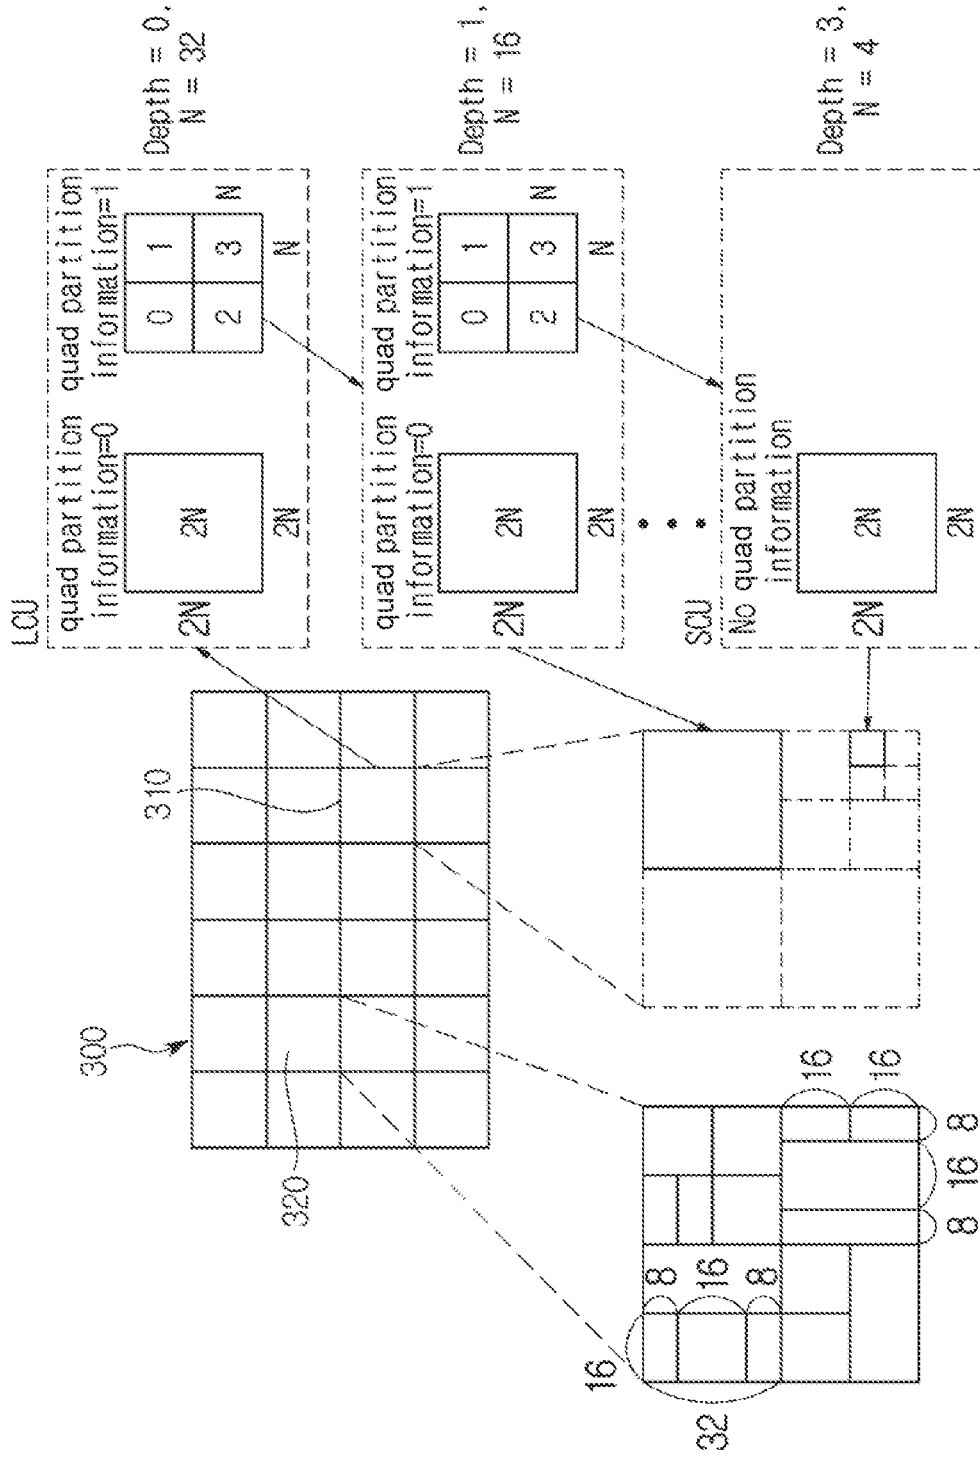 300
320
310
LCU
quad partition
information=0
2N
2N
2N
quad partition
information=1
0
1
2
3
N
N
Depth = 0,
N = 32
quad partition
information=0
2N
2N
2N
quad partition
information=1
0
1
2
3
N
N
Depth = 1,
N = 16
SCU
No quad partition
information
2N
2N
2N
Depth = 3,
N = 4
16
32
8
16
8
16
16
8
16
8